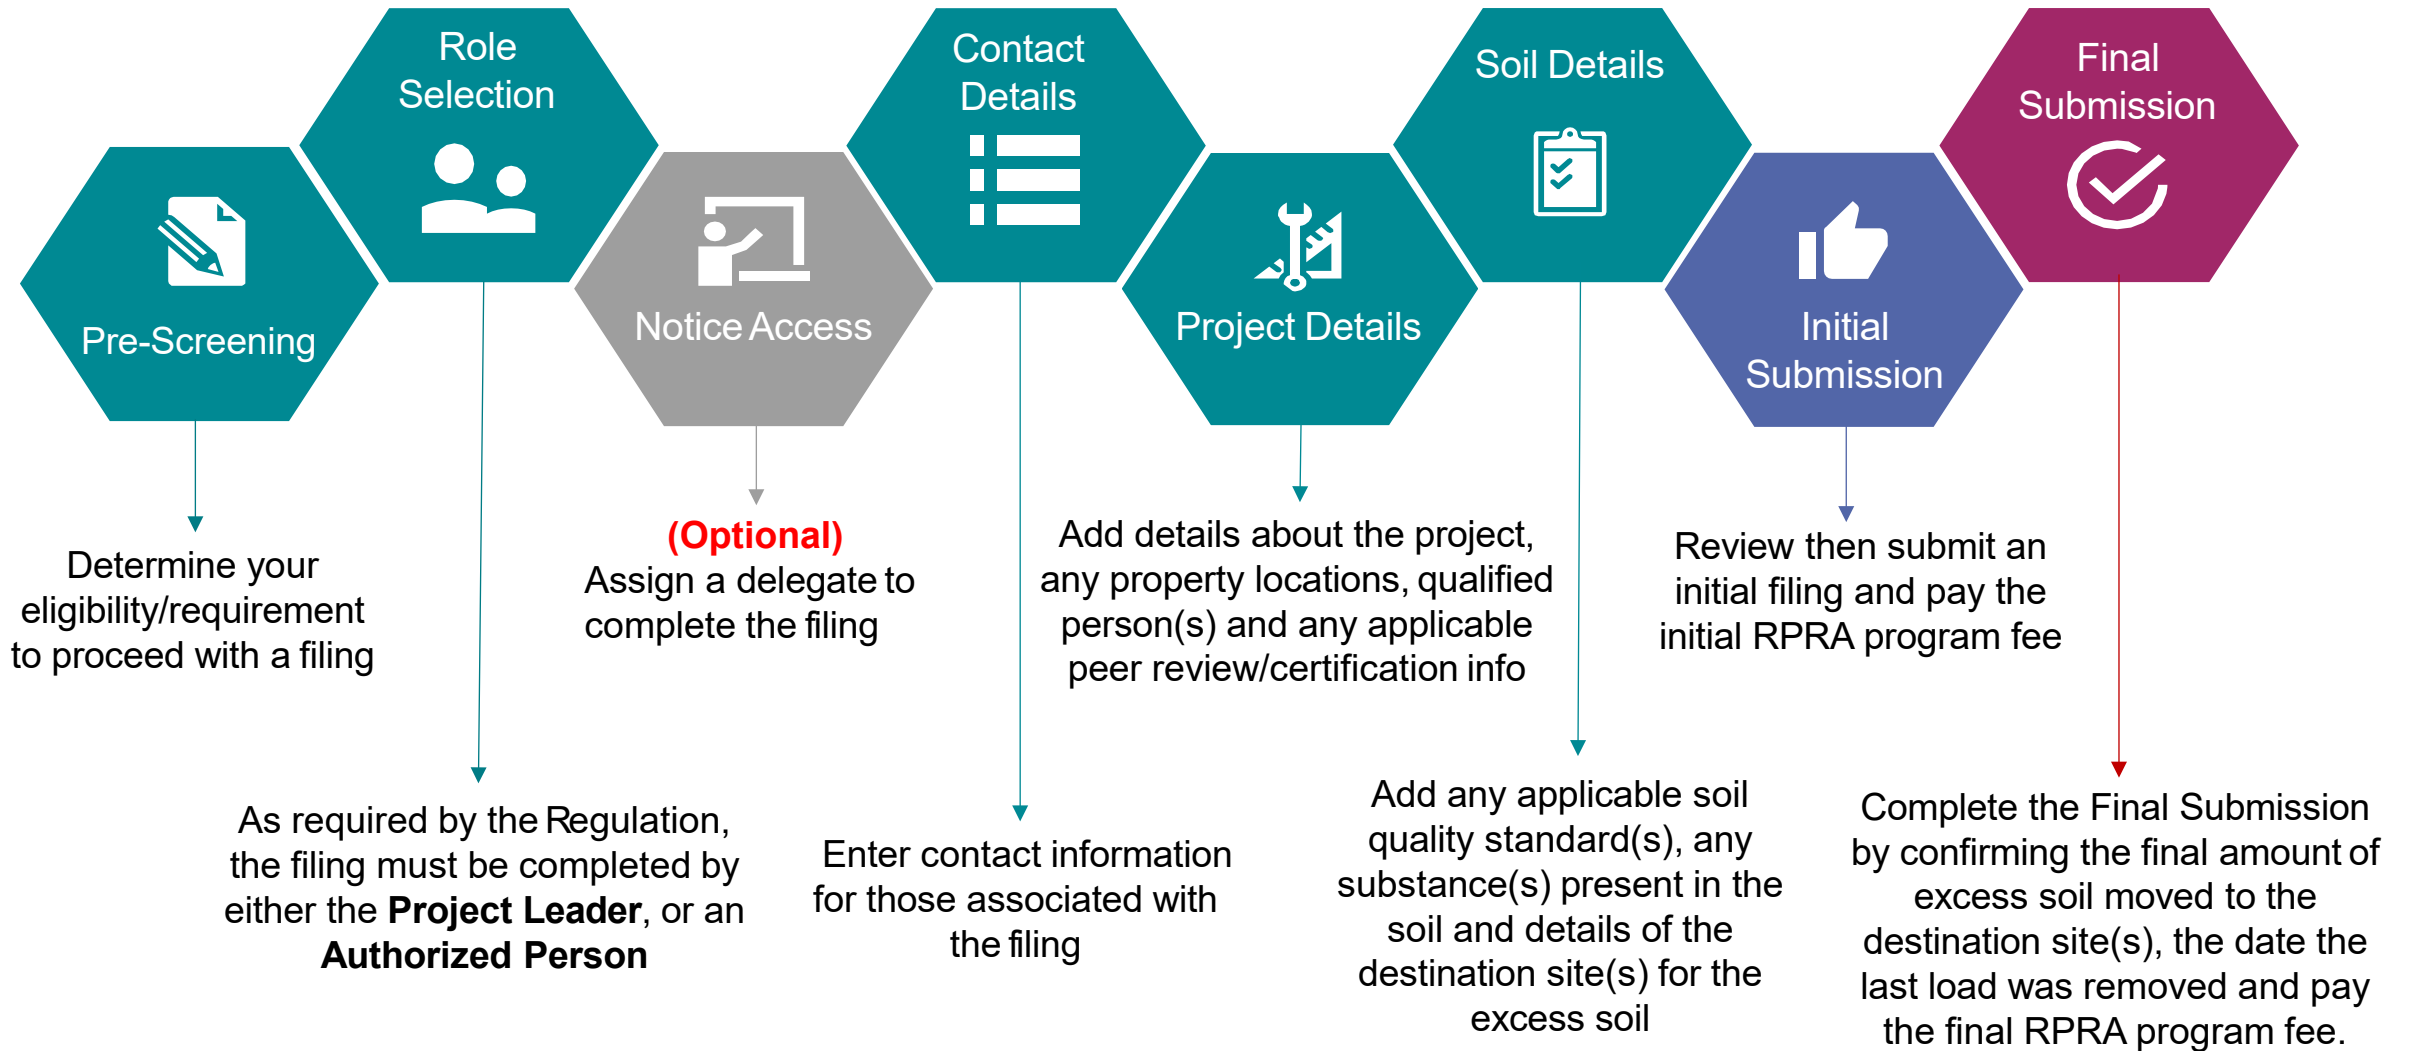 Pre-Screening
Determine your
eligibility/requirement
to proceed with a filing
Role
Selection
As required by the Regulation,
the filing must be completed by
either the Project Leader, or an
Authorized Person
Notice Access
(Optional)
Assign a delegate to
complete the filing
Contact
Details
Enter contact information
for those associated with
the filing
Project Details
Add details about the project,
any property locations, qualified
person(s) and any applicable
peer review/certification info
Soil Details
Add any applicable soil
quality standard(s), any
substance(s) present in the
soil and details of the
destination site(s) for the
excess soil
Initial
Submission
Review then submit an
initial filing and pay the
initial RPRA program fee
Final
Submission
Complete the Final Submission
by confirming the final amount of
excess soil moved to the
destination site(s), the date the
last load was removed and pay
the final RPRA program fee.